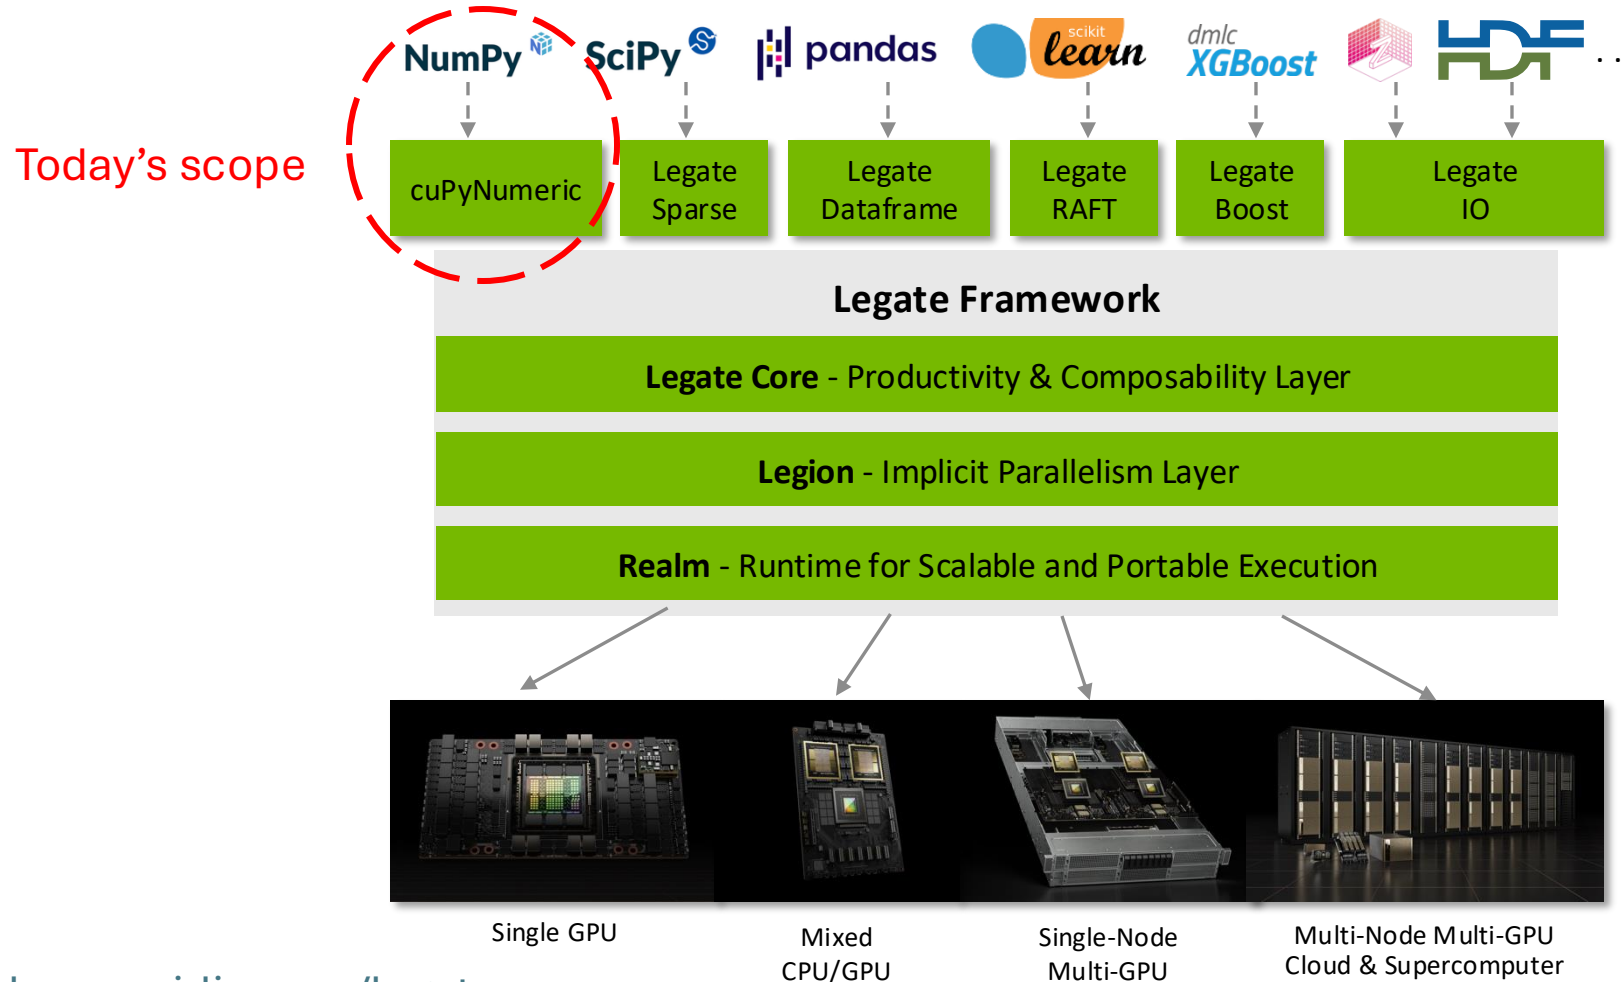 NumPy
SciPy
pandas
scikit
learn
dmlc
XGBoost
HDF
. .
Today's scope
cuPyNumeric
Legate
Sparse
Legate
Dataframe
Legate
RAFT
Legate
Boost
Legate
IO
Legate Framework
Legate Core - Productivity & Composability Layer
Legion - Implicit Parallelism Layer
Realm - Runtime for Scalable and Portable Execution
Single GPU
Mixed
CPU/GPU
Single-Node
Multi-GPU
Multi-Node Multi-GPU
Cloud & Supercomputer